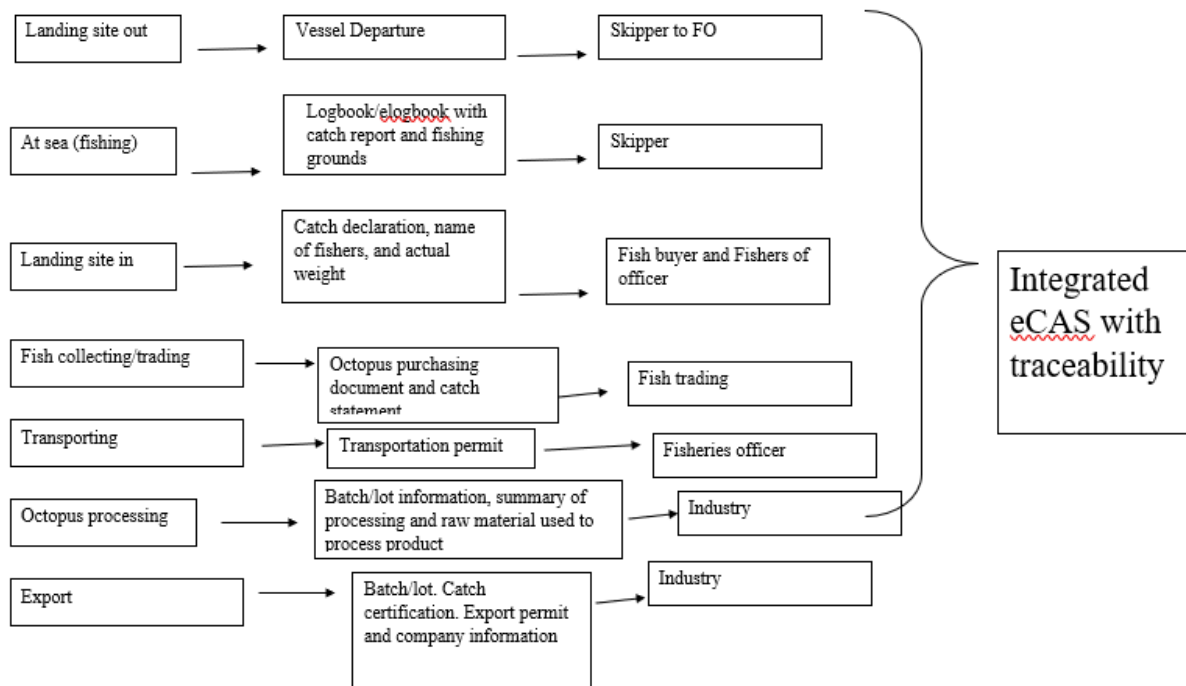 Landing site out
Vessel Departure
Skipper to FO
At sea (fishing)
Logbook/elogbook with
catch report and fishing
grounds
Skipper
Landing site in
Catch declaration, name
of fishers, and actual
weight
Fish buyer and Fishers of
officer
Fish collecting/trading
Octopus purchasing
document and catch
statement
Fish trading
Transporting
Transportation permit
Fisheries officer
Octopus processing
Batch/lot information, summary of
processing and raw material used to
process product
Industry
Export
Batch/lot. Catch
certification. Export permit
and company information
Industry
Integrated
eCAS with
traceability